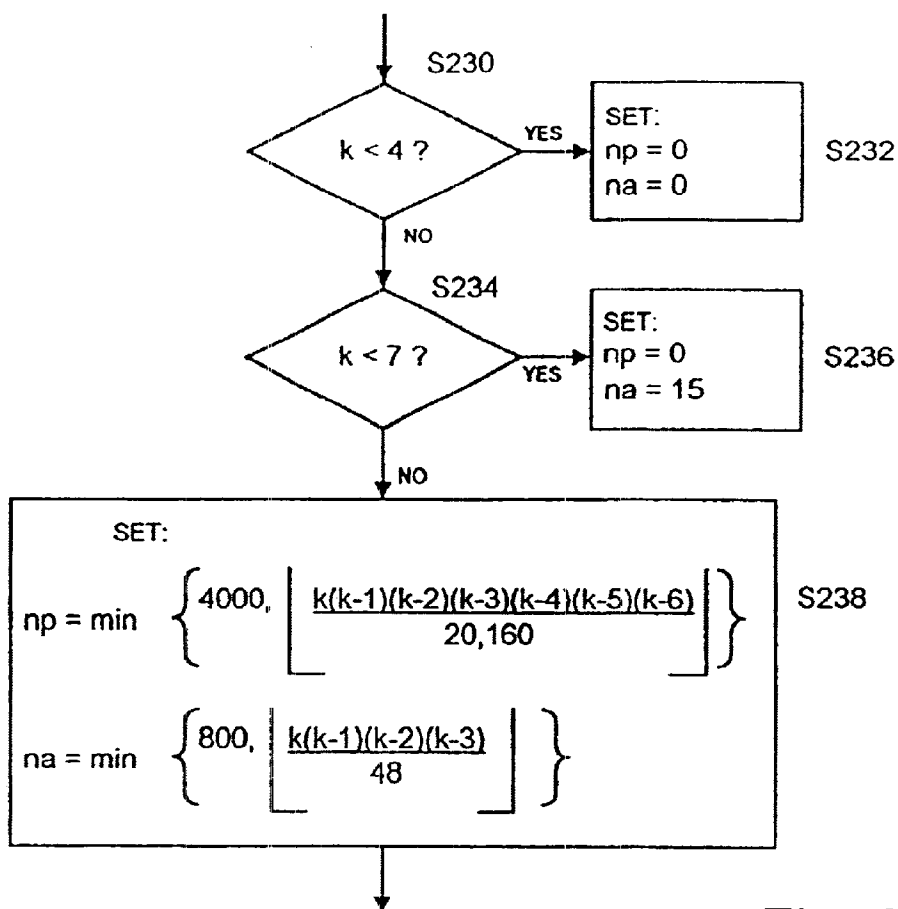 S230
k < 4 ?
YES
SET:
np = 0
na = 0
S232
NO
S234
k < 7 ?
YES
SET:
np = 0
na = 15
S236
NO
SET:
np = min { 4000, ⌊ k(k-1)(k-2)(k-3)(k-4)(k-5)(k-6)
20,160 ⌋ }
S238
na = min { 800, ⌊ k(k-1)(k-2)(k-3)
48 ⌋ }